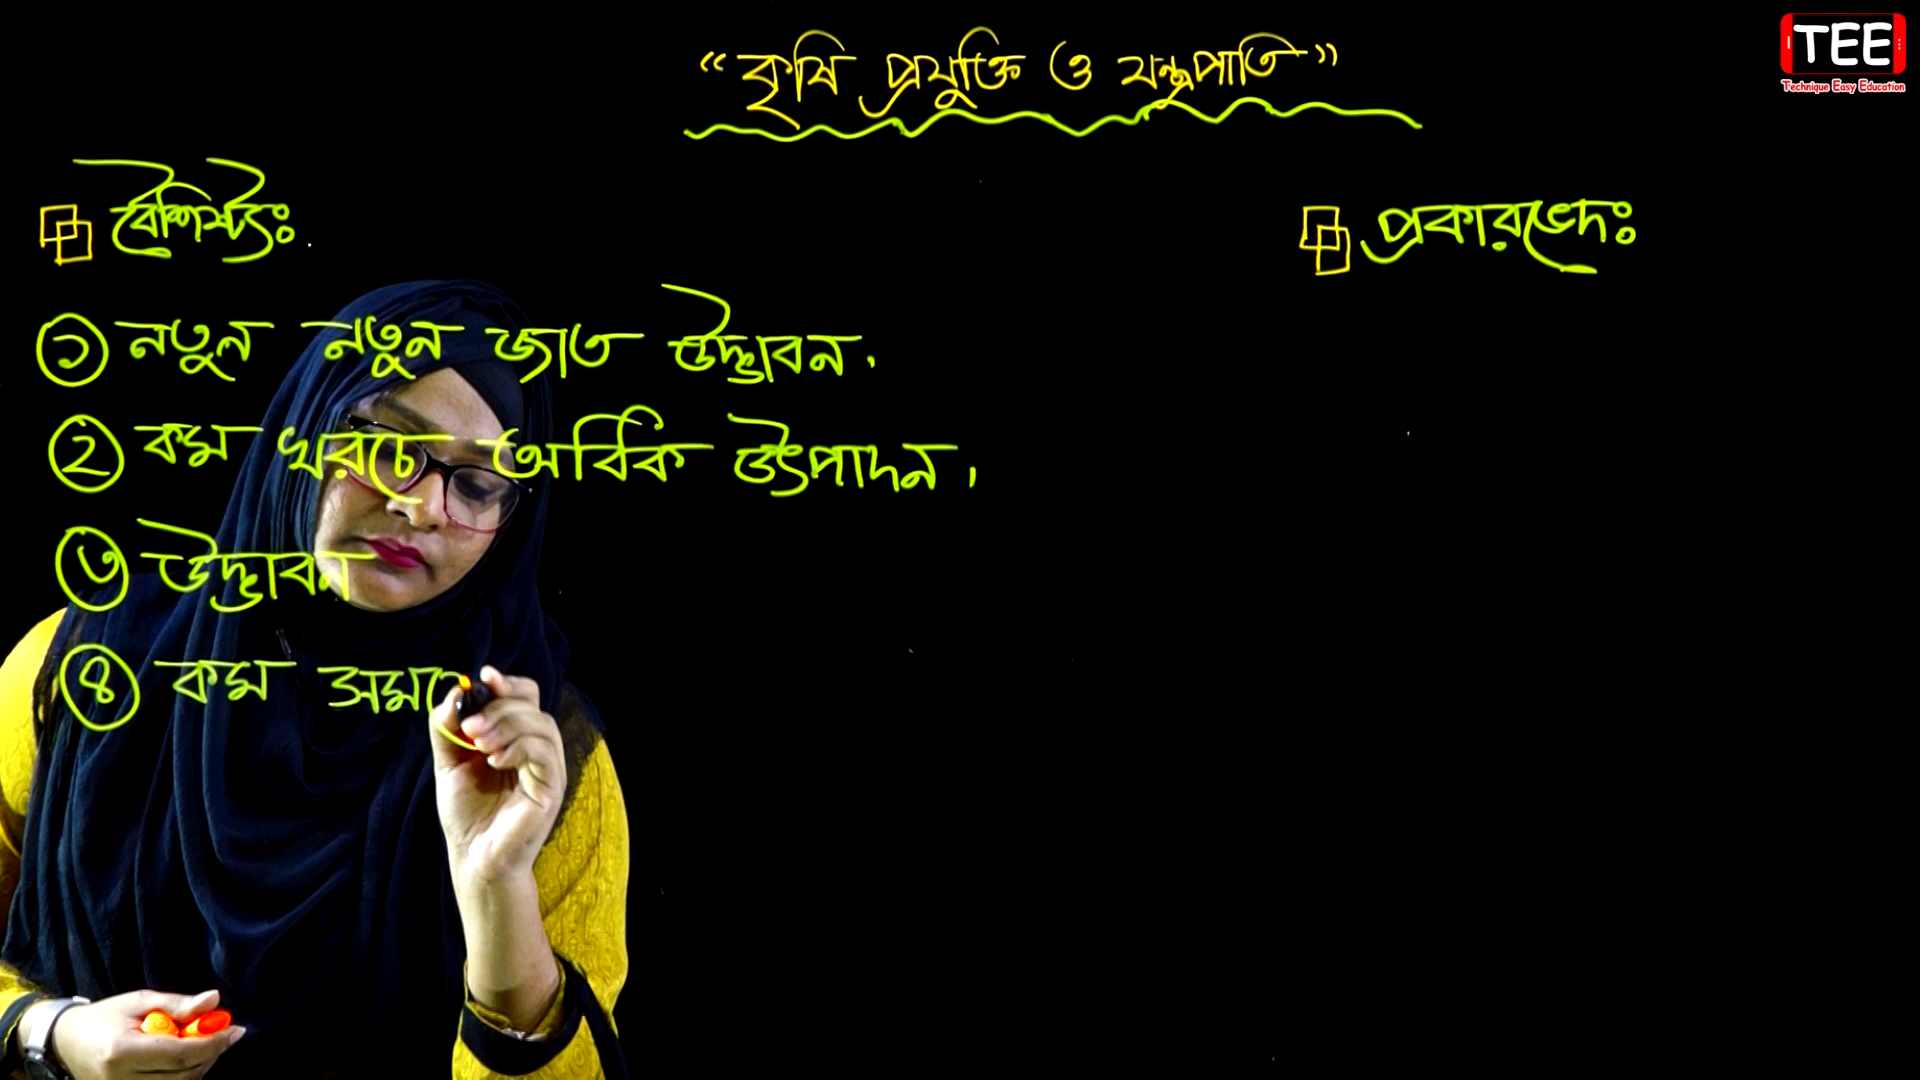 “কৃষি প্রযুক্তি ও যন্ত্রপাতি”
TEE
Technique Easy Education
বৈশিষ্ট্যঃ
প্রকারভেদঃ
১ নতুন নতুন জাত উদ্ভাবন.
২ কম খরচে অধিক উৎপাদন.
৩ উদ্ভাবন
৪ কম সময়ে